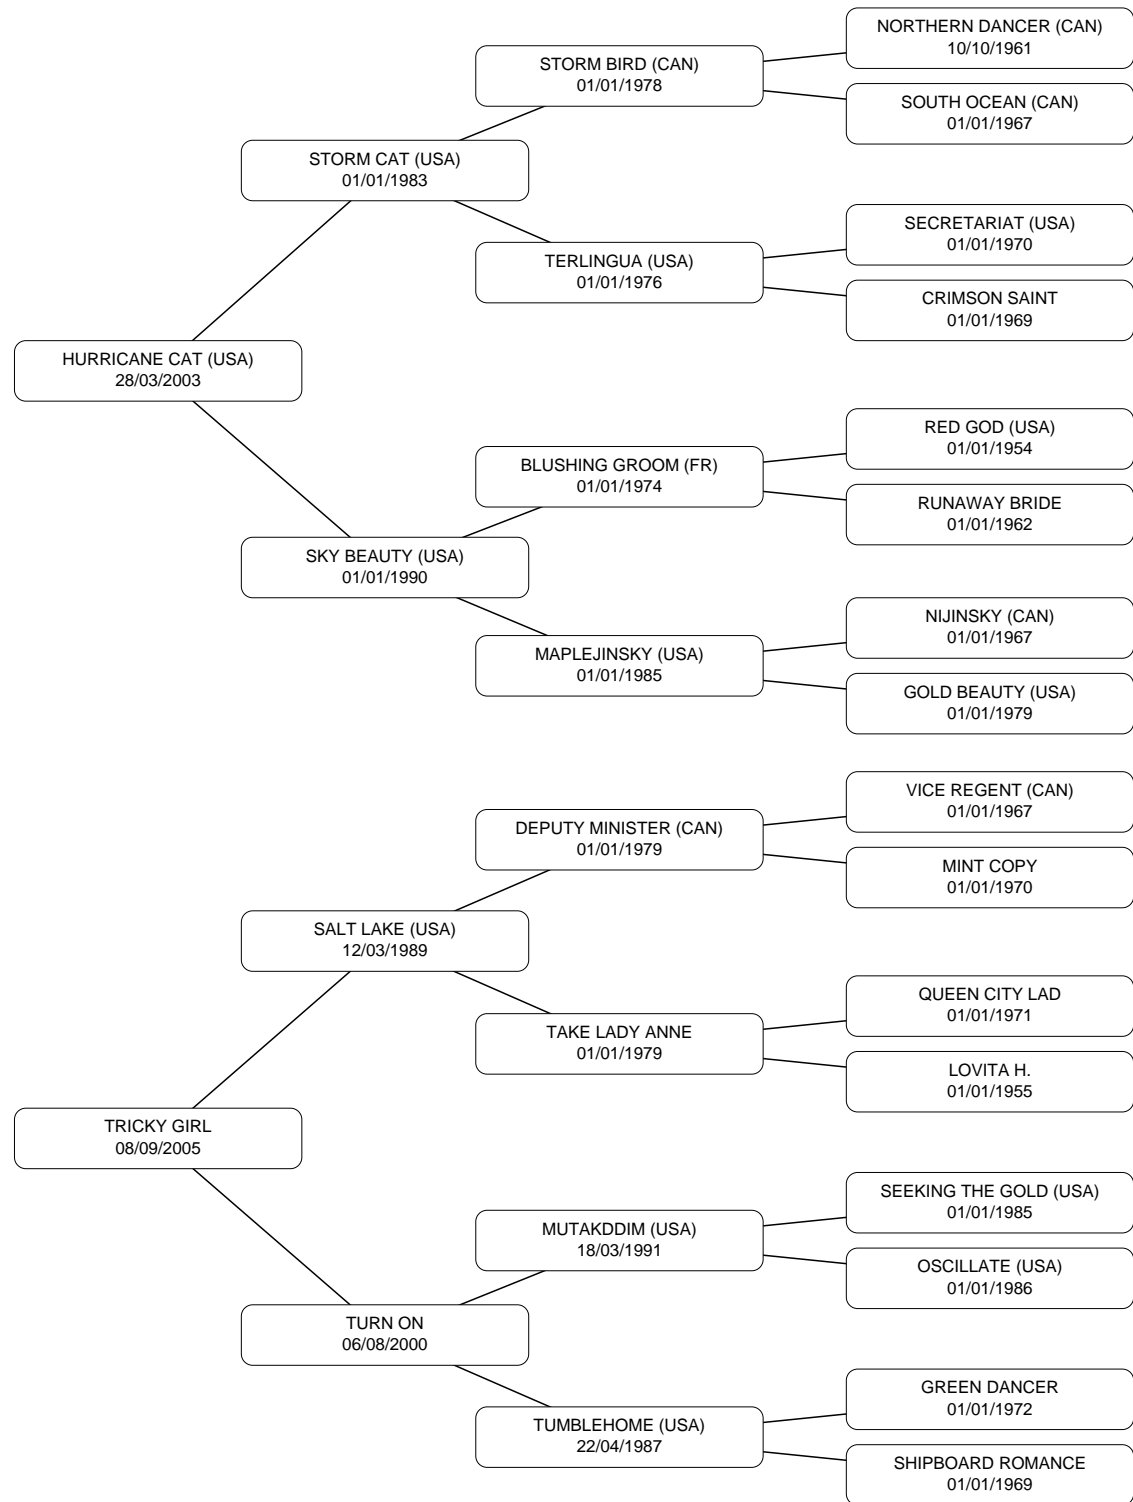 NORTHERN DANCER (CAN)
10/10/1961
STORM BIRD (CAN)
01/01/1978
SOUTH OCEAN (CAN)
01/01/1967
STORM CAT (USA)
01/01/1983
SECRETARIAT (USA)
01/01/1970
TERLINGUA (USA)
01/01/1976
CRIMSON SAINT
01/01/1969
HURRICANE CAT (USA)
28/03/2003
RED GOD (USA)
01/01/1954
BLUSHING GROOM (FR)
01/01/1974
RUNAWAY BRIDE
01/01/1962
SKY BEAUTY (USA)
01/01/1990
NIJINSKY (CAN)
01/01/1967
MAPLEJINSKY (USA)
01/01/1985
GOLD BEAUTY (USA)
01/01/1979
VICE REGENT (CAN)
01/01/1967
DEPUTY MINISTER (CAN)
01/01/1979
MINT COPY
01/01/1970
SALT LAKE (USA)
12/03/1989
QUEEN CITY LAD
01/01/1971
TAKE LADY ANNE
01/01/1979
LOVITA H.
01/01/1955
TRICKY GIRL
08/09/2005
SEEKING THE GOLD (USA)
01/01/1985
MUTAKDDIM (USA)
18/03/1991
OSCILLATE (USA)
01/01/1986
TURN ON
06/08/2000
GREEN DANCER
01/01/1972
TUMBLEHOME (USA)
22/04/1987
SHIPBOARD ROMANCE
01/01/1969